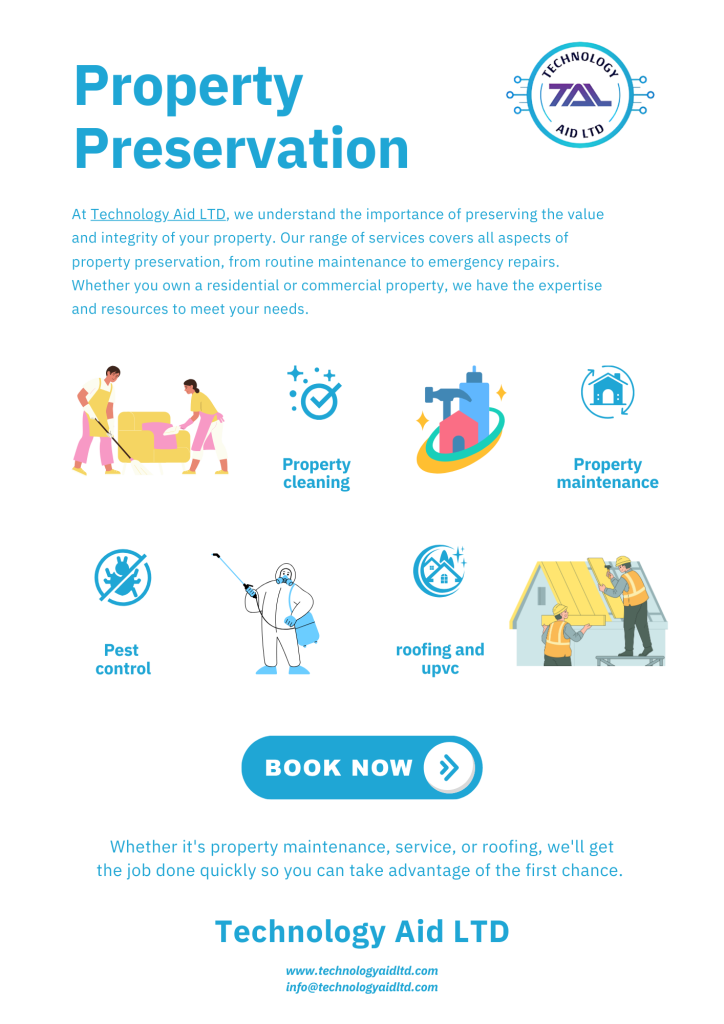 Property
Preservation
TECHNOLOGY
TAL
AID LTD
At Technology Aid LTD, we understand the importance of preserving the value
and integrity of your property. Our range of services covers all aspects of
property preservation, from routine maintenance to emergency repairs.
Whether you own a residential or commercial property, we have the expertise
and resources to meet your needs.
Property
cleaning
Property
maintenance
Pest
control
roofing and
upvc
BOOK NOW
Whether it's property maintenance, service, or roofing, we'll get
the job done quickly so you can take advantage of the first chance.
Technology Aid LTD
www.technologyaidltd.com
info@technologyaidltd.com